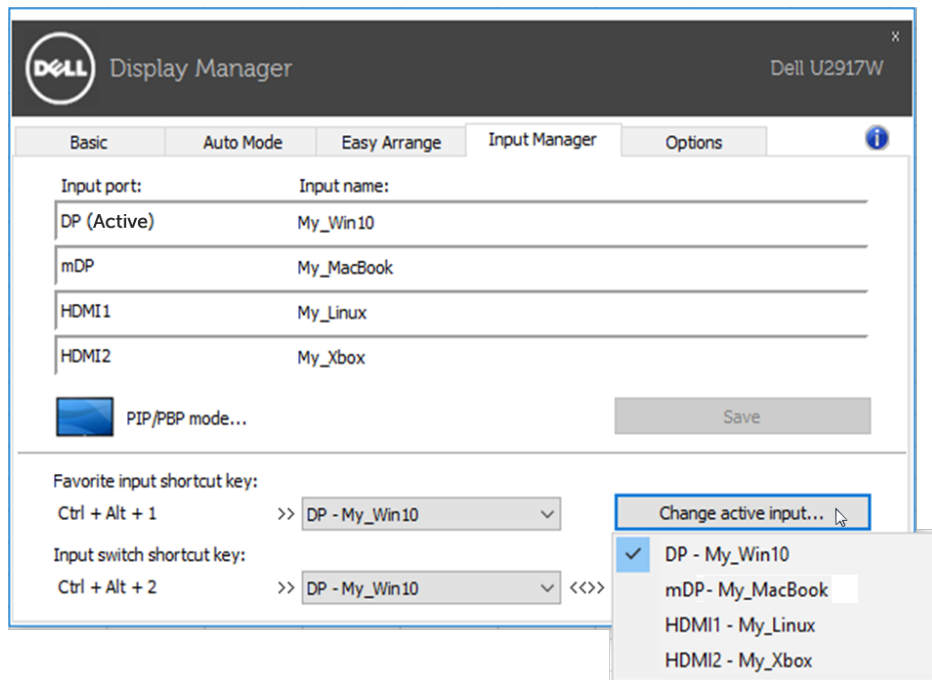 x
DELL Display Manager Dell U2917W
Basic Auto Mode Easy Arrange Input Manager Options i
Input port: Input name:
DP (Active) My_Win10
mDP My_MacBook
HDMI1 My_Linux
HDMI2 My_Xbox
PIP/PBP mode... Save
Favorite input shortcut key:
Ctrl + Alt + 1 >> DP - My_Win10 Change active input...
Input switch shortcut key:
Ctrl + Alt + 2 >> DP - My_Win10 <<>>
DP - My_Win10
mDP- My_MacBook
HDMI1 - My_Linux
HDMI2 - My_Xbox